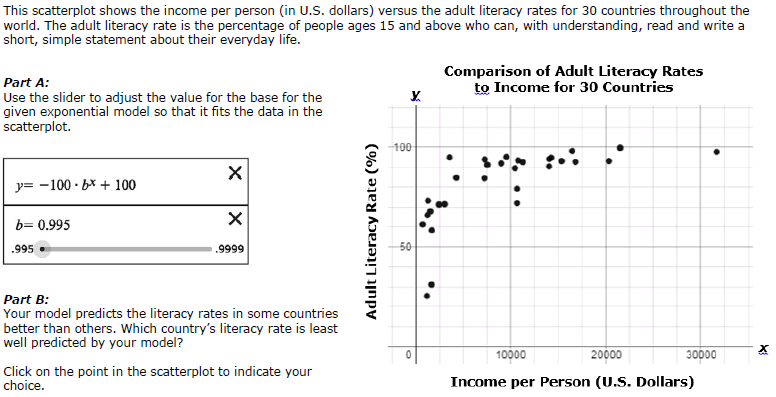 This scatterplot shows the income per person (in U.S. dollars) versus the adult literacy rates for 30 countries throughout the
world. The adult literacy rate is the percentage of people ages 15 and above who can, with understanding, read and write a
short, simple statement about their everyday life.
Part A:
Use the slider to adjust the value for the base for the
given exponential model so that it fits the data in the
scatterplot.
y= −100 · bˣ + 100
b= 0.995
.995
.9999
Part B:
Your model predicts the literacy rates in some countries
better than others. Which country's literacy rate is least
well predicted by your model?
Click on the point in the scatterplot to indicate your
choice.
Comparison of Adult Literacy Rates
to Income for 30 Countries
y
Adult Literacy Rate (%)
100
50
0
10000
20000
30000
x
Income per Person (U.S. Dollars)